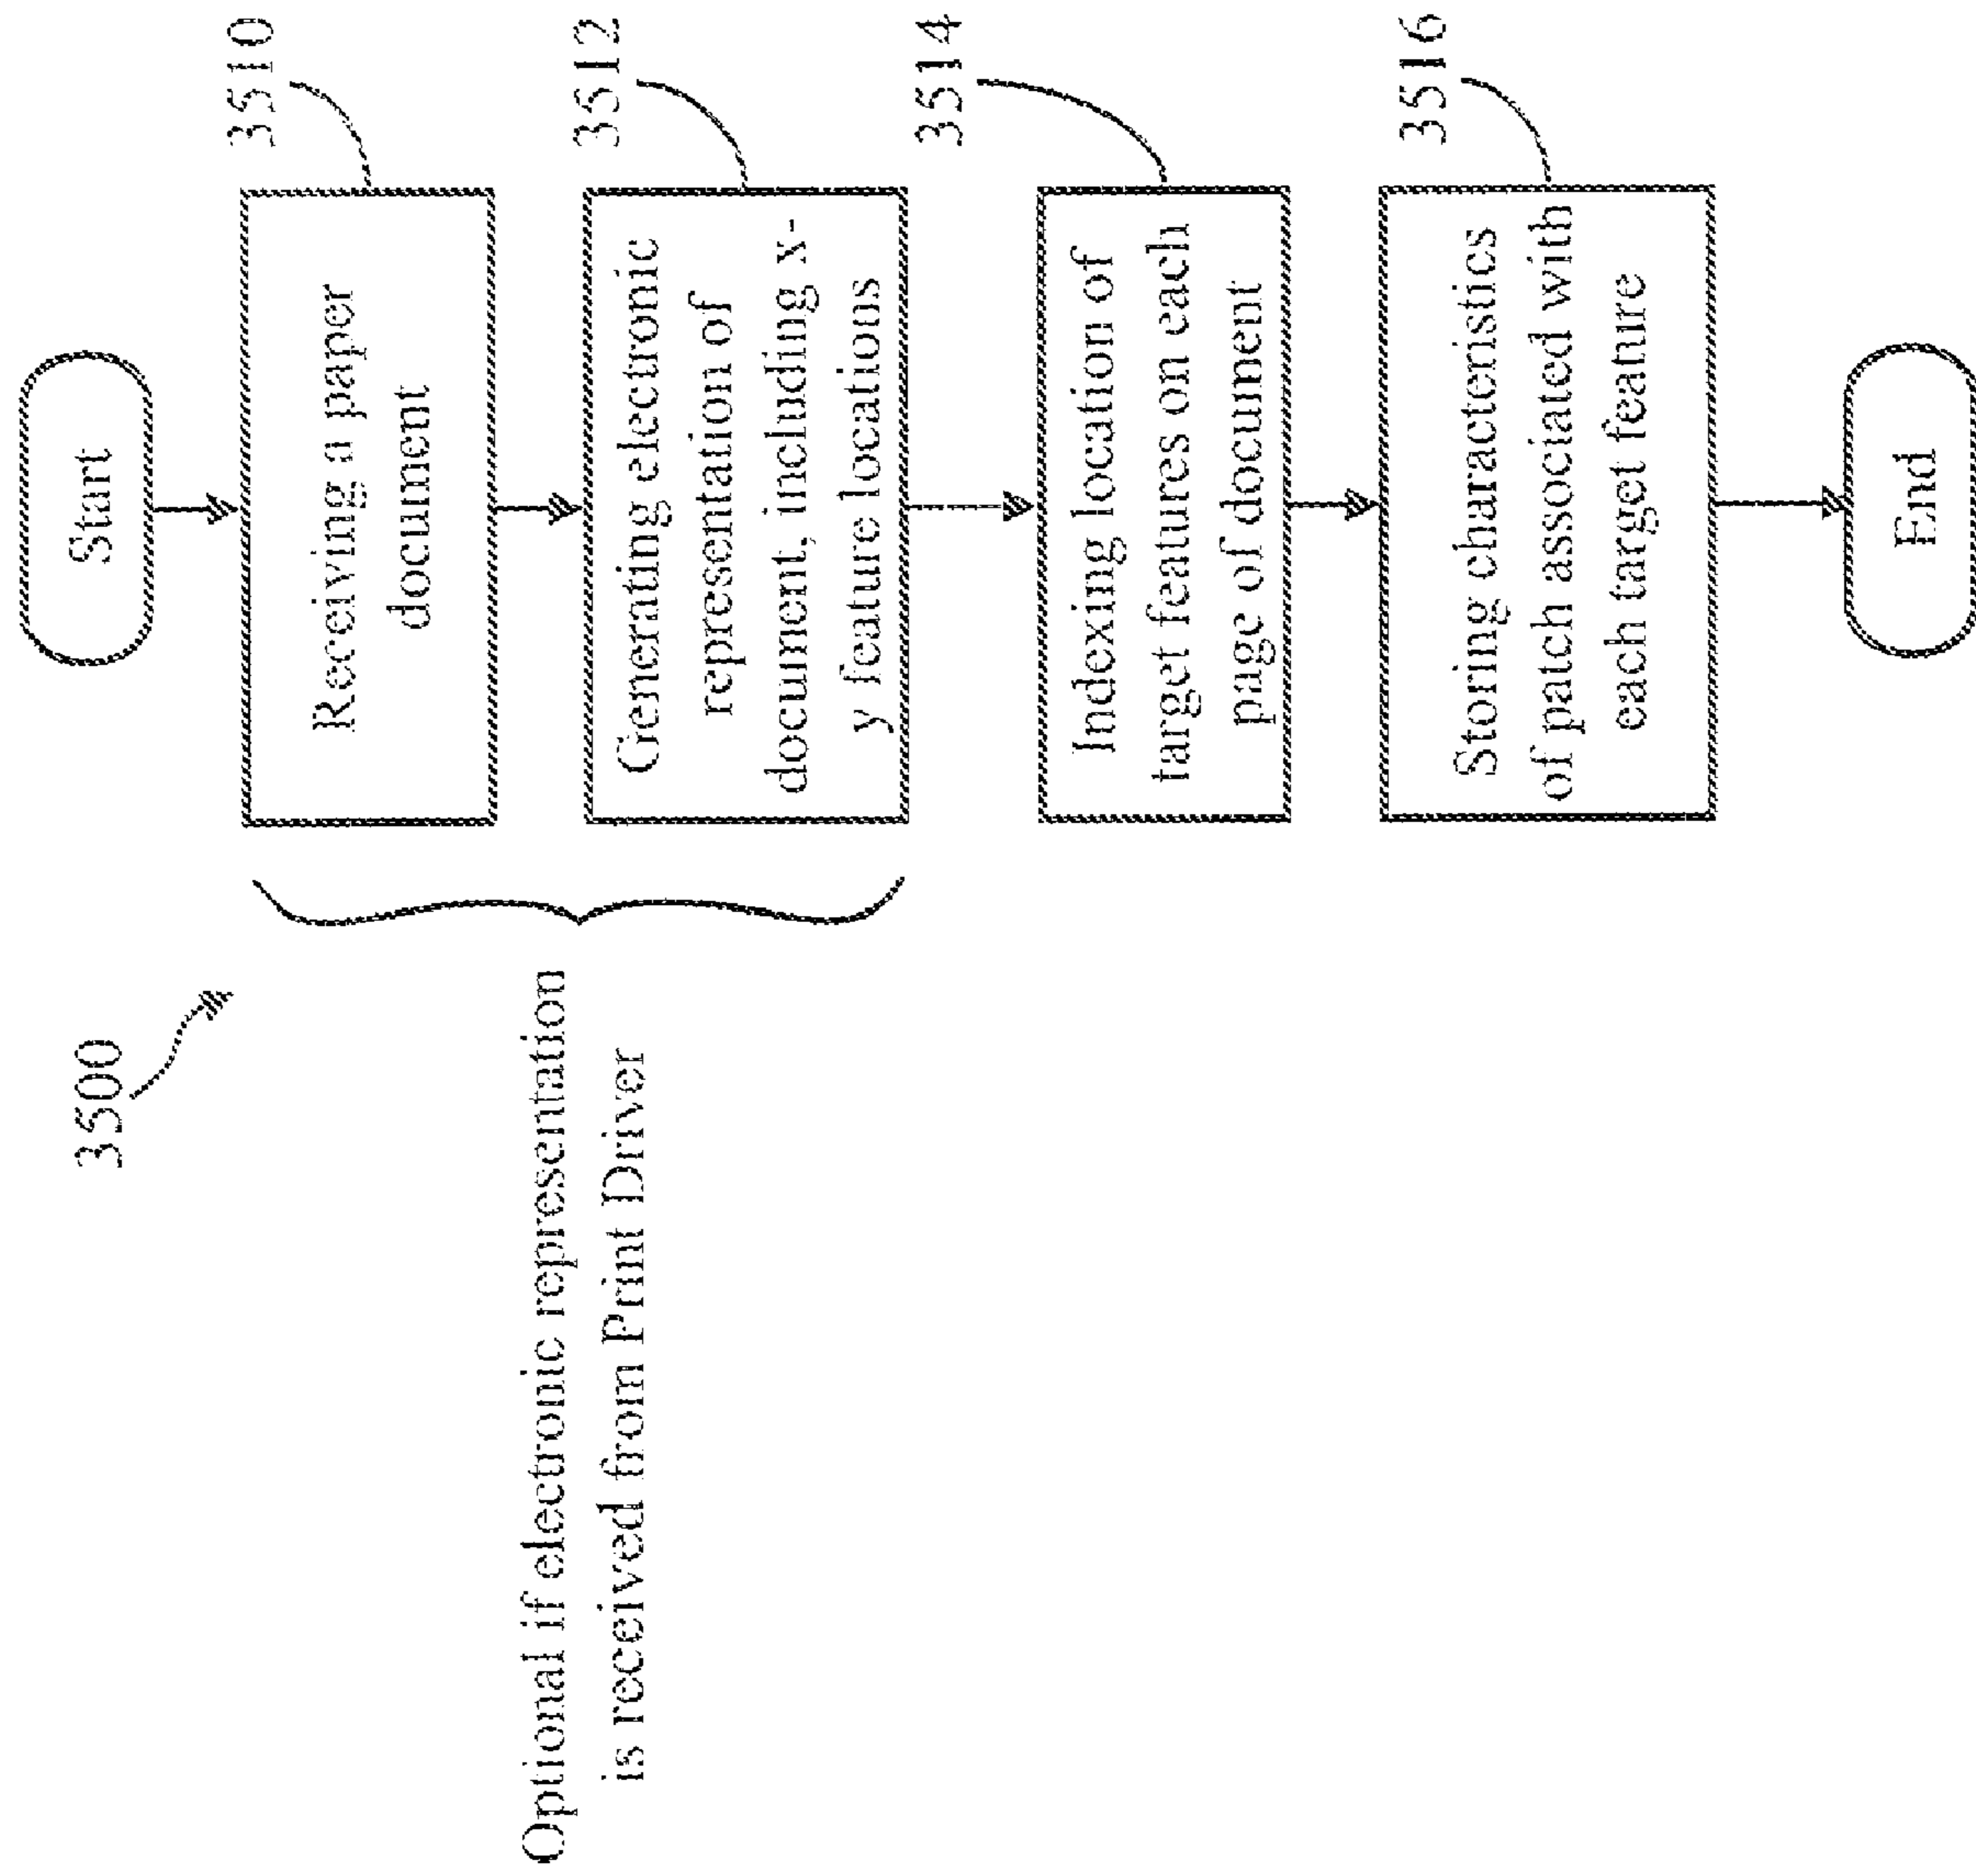 3500
Start
3510
Receiving a paper
document
3512
Generating electronic
representation of
document, including x-
y feature locations
Optional if electronic representation
is received from Print Driver
3514
Indexing location of
target features on each
page of document
3516
Storing characteristics
of patch associated with
each target feature
End